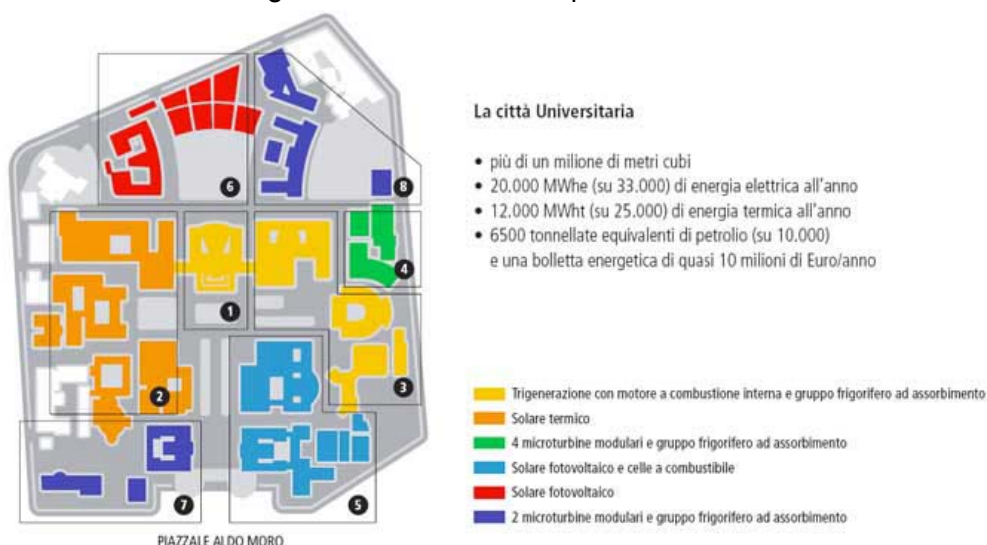 6
8
4
1
2
3
7
5
PIAZZALE ALDO MORO
La città Universitaria
• più di un milione di metri cubi
• 20.000 MWhe (su 33.000) di energia elettrica all'anno
• 12.000 MWht (su 25.000) di energia termica all'anno
• 6500 tonnellate equivalenti di petrolio (su 10.000)
e una bolletta energetica di quasi 10 milioni di Euro/anno
Trigenerazione con motore a combustione interna e gruppo frigorifero ad assorbimento
Solare termico
4 microturbine modulari e gruppo frigorifero ad assorbimento
Solare fotovoltaico e celle a combustibile
Solare fotovoltaico
2 microturbine modulari e gruppo frigorifero ad assorbimento